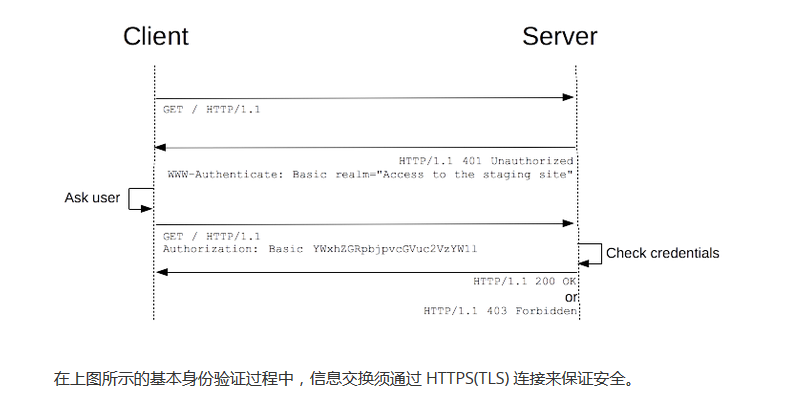 Client
Server
GET / HTTP/1.1
HTTP/1.1 401 Unauthorized
WWW-Authenticate: Basic realm="Access to the staging site"
Ask user
GET / HTTP/1.1
Authorization: Basic YWxhZGRpbjpvcGVuc2VzYW1l
Check credentials
HTTP/1.1 200 OK
or
HTTP/1.1 403 Forbidden
在上图所示的基本身份验证过程中，信息交换须通过 HTTPS(TLS) 连接来保证安全。